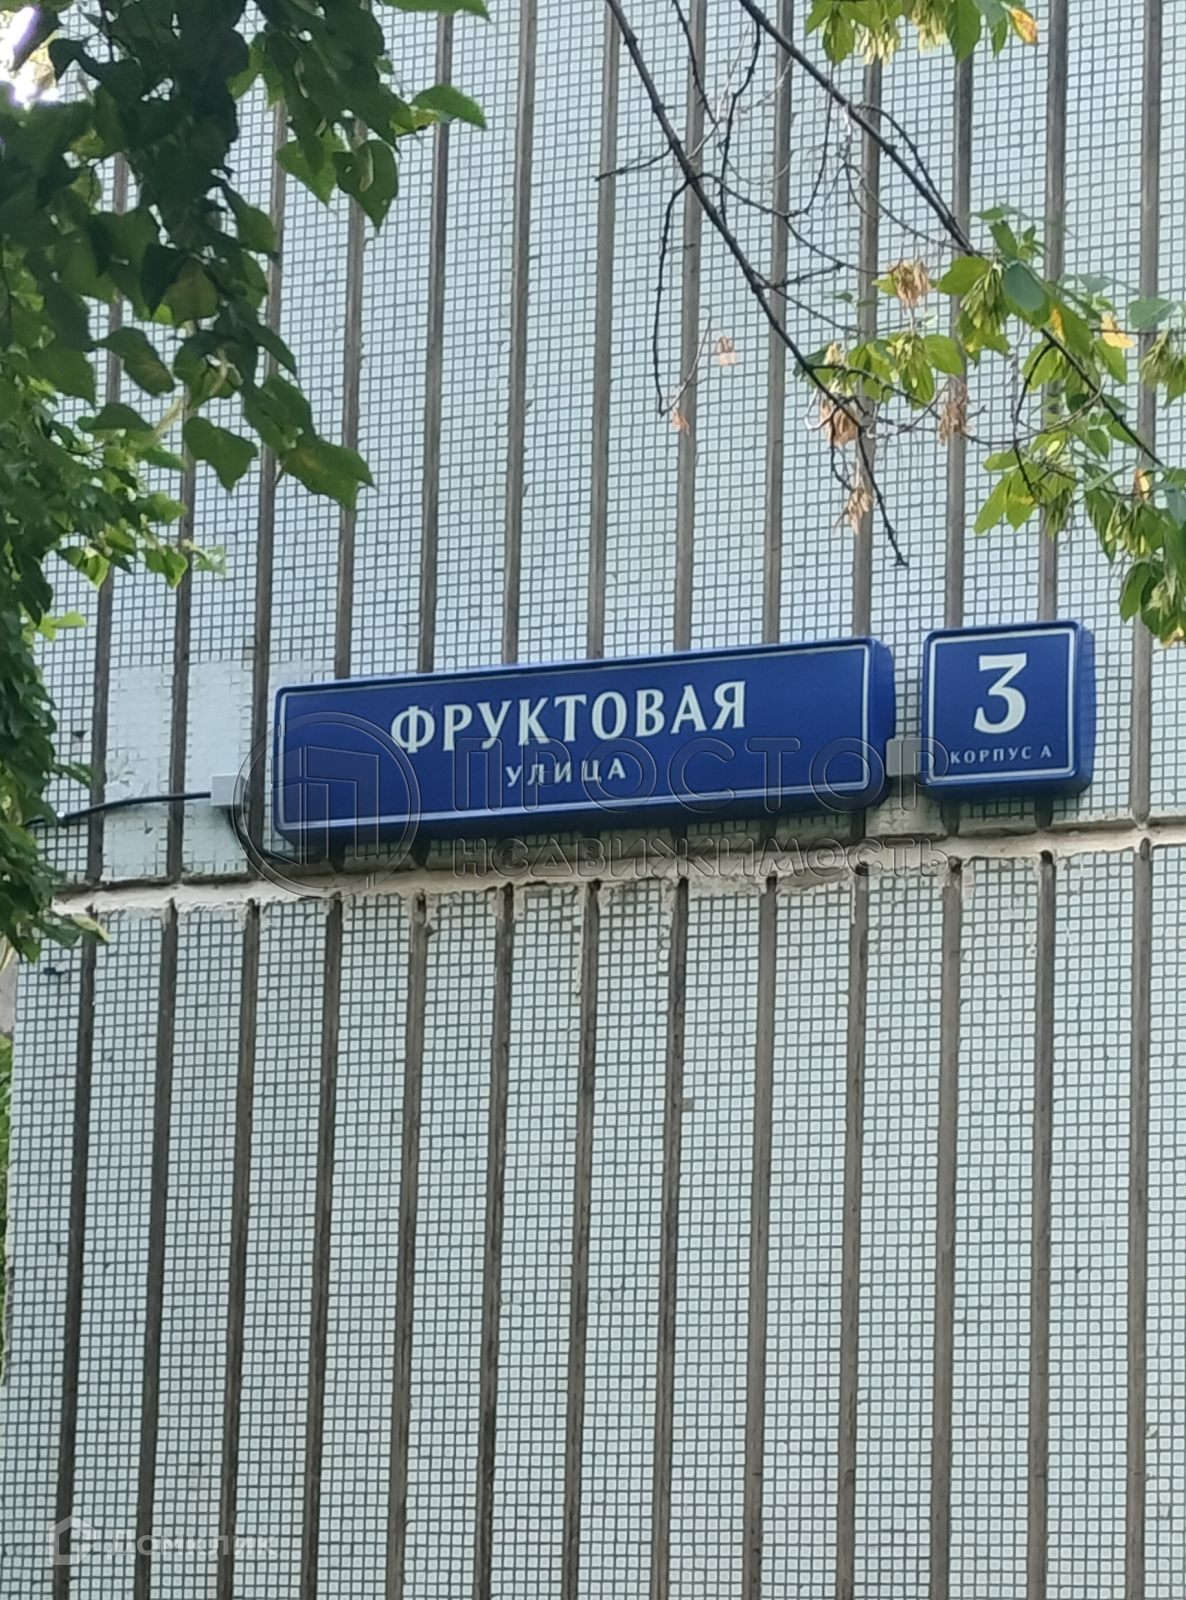 ФРУКТОВАЯ
УЛИЦА
3
КОРПУС А
ПРОСТОР
НЕДВИЖИМОСТЬ
ДОМКЛИК